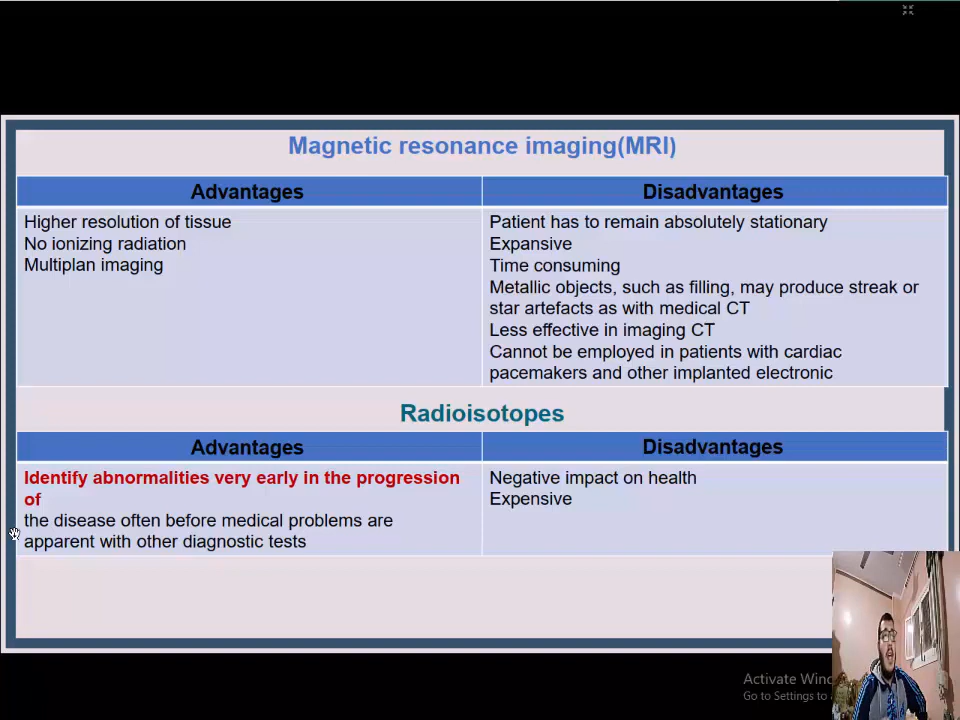 Magnetic resonance imaging(MRI)
Advantages
Disadvantages
Higher resolution of tissue
No ionizing radiation
Multiplan imaging
Patient has to remain absolutely stationary
Expansive
Time consuming
Metallic objects, such as filling, may produce streak or
star artefacts as with medical CT
Less effective in imaging CT
Cannot be employed in patients with cardiac
pacemakers and other implanted electronic
Radioisotopes
Advantages
Disadvantages
Identify abnormalities very early in the progression
of
the disease often before medical problems are
apparent with other diagnostic tests
Negative impact on health
Expensive
Activate
Go to Settings to